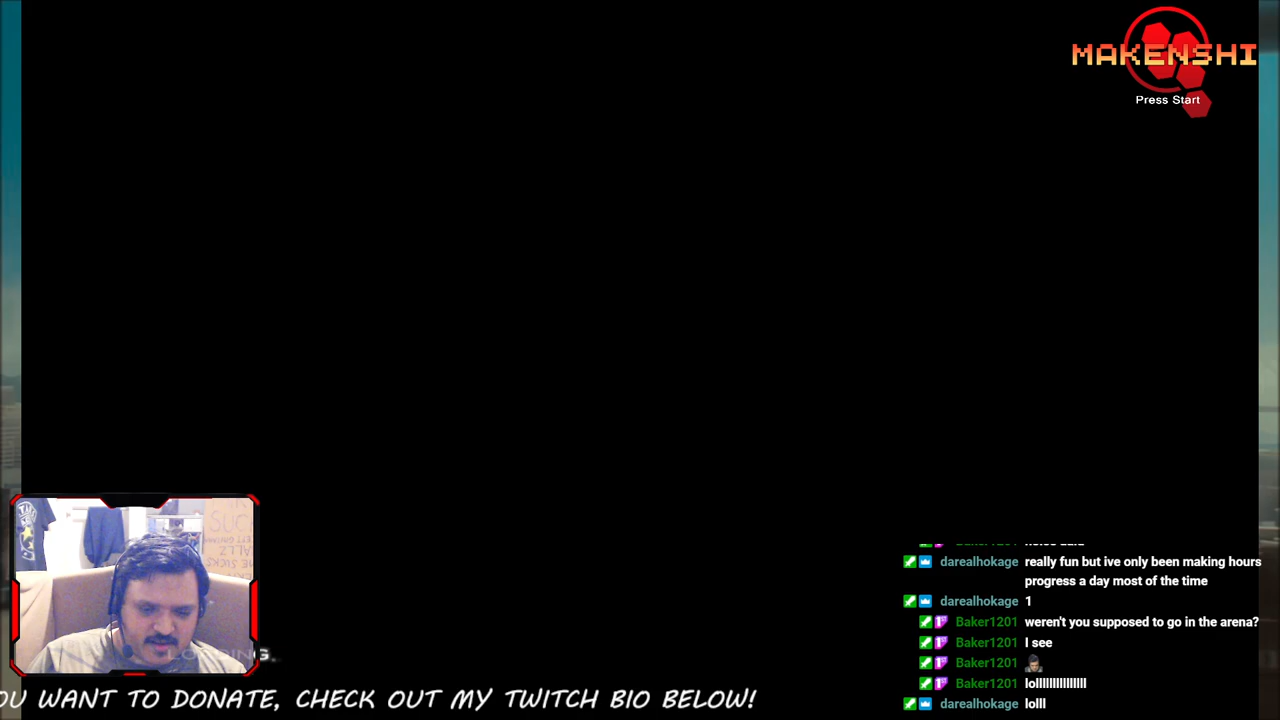 MAKENSHI
Press Start
darealhokage really fun but ive only been making hours
progress a day most of the time
darealhokage 1
Baker1201 weren't you supposed to go in the arena?
Baker1201 I see
Baker1201
Baker1201 lolllllllllllllll
darealhokage lolll
LOADING.
OU WANT TO DONATE, CHECK OUT MY TWITCH BIO BELOW!